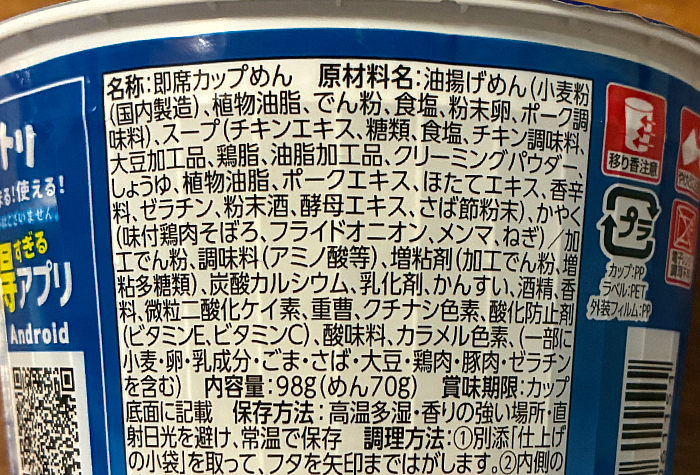 名称:即席カップめん 原材料名:油揚げめん(小麦粉
(国内製造)、植物油脂、でん粉、食塩、粉末卵、ポーク調
味料)、スープ(チキンエキス、糖類、食塩、チキン調味料、
大豆加工品、鶏脂、油脂加工品、クリーミングパウダー、
しょうゆ、植物油脂、ポークエキス、ほたてエキス、香辛
料、ゼラチン、粉末酒、酵母エキス、さば節粉末)、かやく
(味付鶏肉そぼろ、フライドオニオン、メンマ、ねぎ)/加
工でん粉、調味料(アミノ酸等)、増粘剤(加工でん粉、増
粘多糖類)、炭酸カルシウム、乳化剤、かんすい、酒精、香
料、微粒二酸化ケイ素、重曹、クチナシ色素、酸化防止剤
(ビタミンE、ビタミンC)、酸味料、カラメル色素、(一部に
小麦・卵・乳成分・ごま・さば・大豆・鶏肉・豚肉・ゼラチン
を含む) 内容量:98g(めん70g) 賞味期限:カップ
底面に記載 保存方法:高温多湿・香りの強い場所・直
射日光を避け、常温で保存 調理方法:①別添「仕上げ
の小袋」を取って、フタを矢印まではがします。②内側の
トリ
る!使える!
得すぎる
アプリ
Android
移り香注意
プラ
カップ:PP
ラベル:PET
外装フィルム:PP